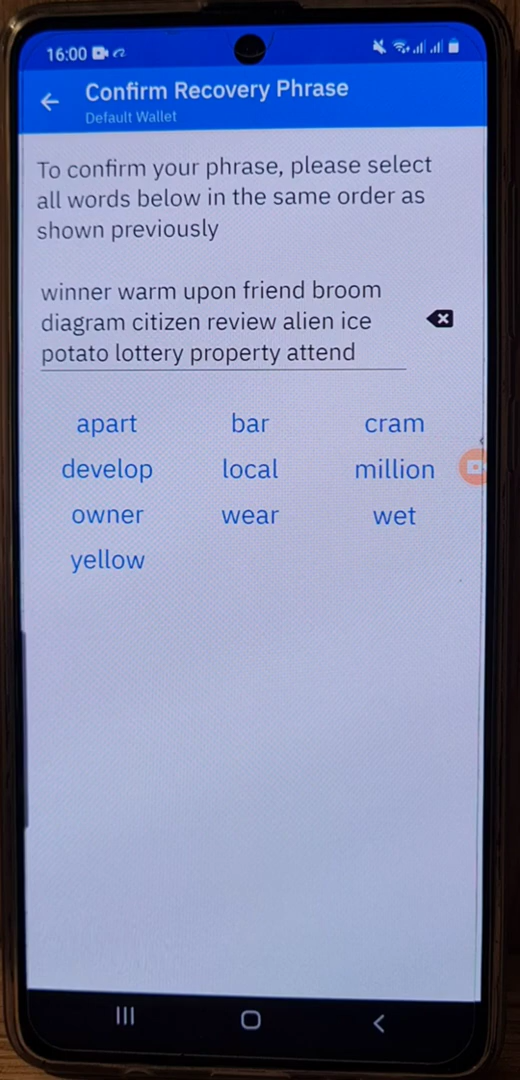 16:00
Confirm Recovery Phrase
Default Wallet
To confirm your phrase, please select
all words below in the same order as
shown previously
winner warm upon friend broom
diagram citizen review alien ice
potato lottery property attend
apart bar cram
develop local million
owner wear wet
yellow